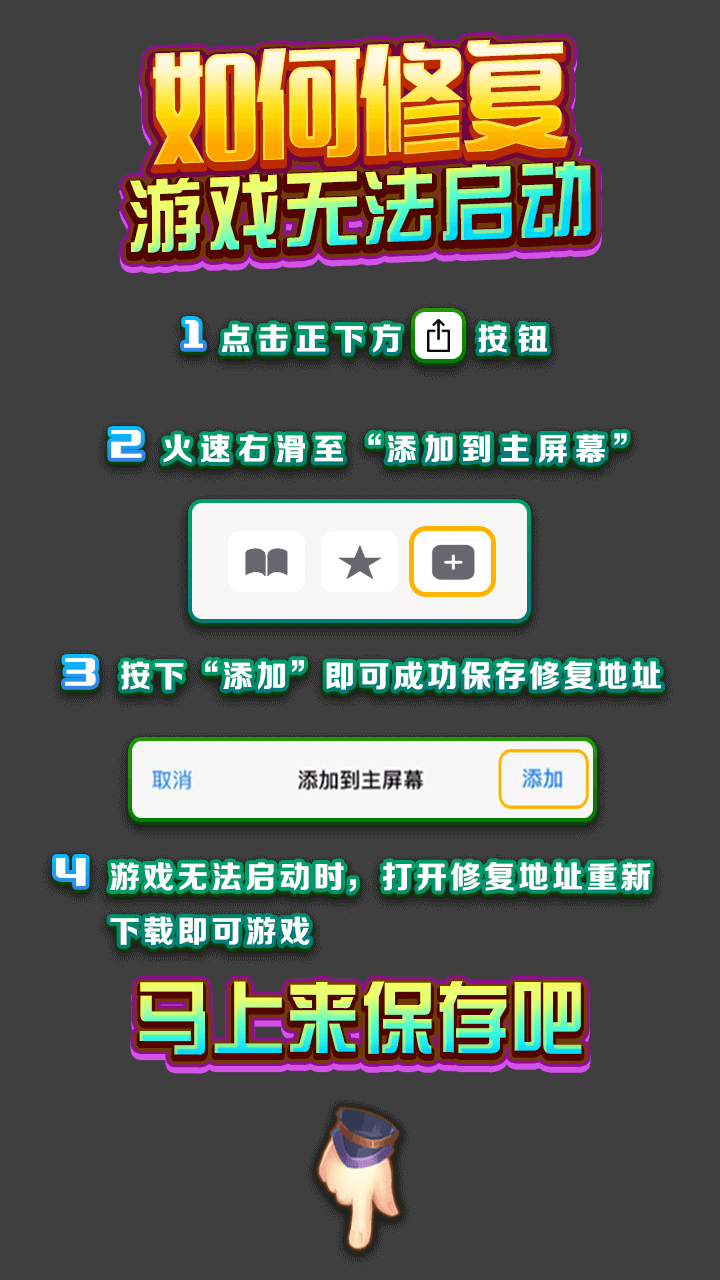 如何修复
游戏无法启动
1 点击正下方 按钮
2 火速右滑至“添加到主屏幕”
3 按下“添加”即可成功保存修复地址
取消 添加到主屏幕 添加
4 游戏无法启动时，打开修复地址重新
下载即可游戏
马上来保存吧